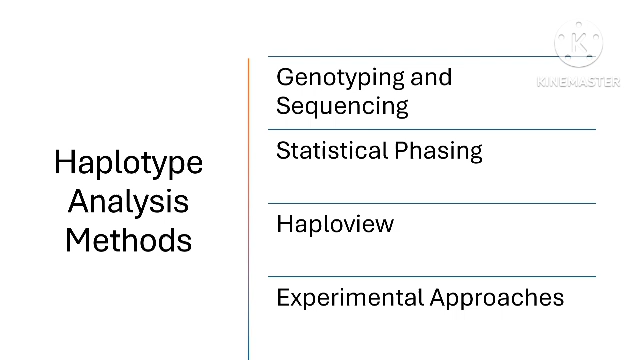 Haplotype
Analysis
Methods
Genotyping and
Sequencing
Statistical Phasing
Haploview
Experimental Approaches
K
KINEMASTER